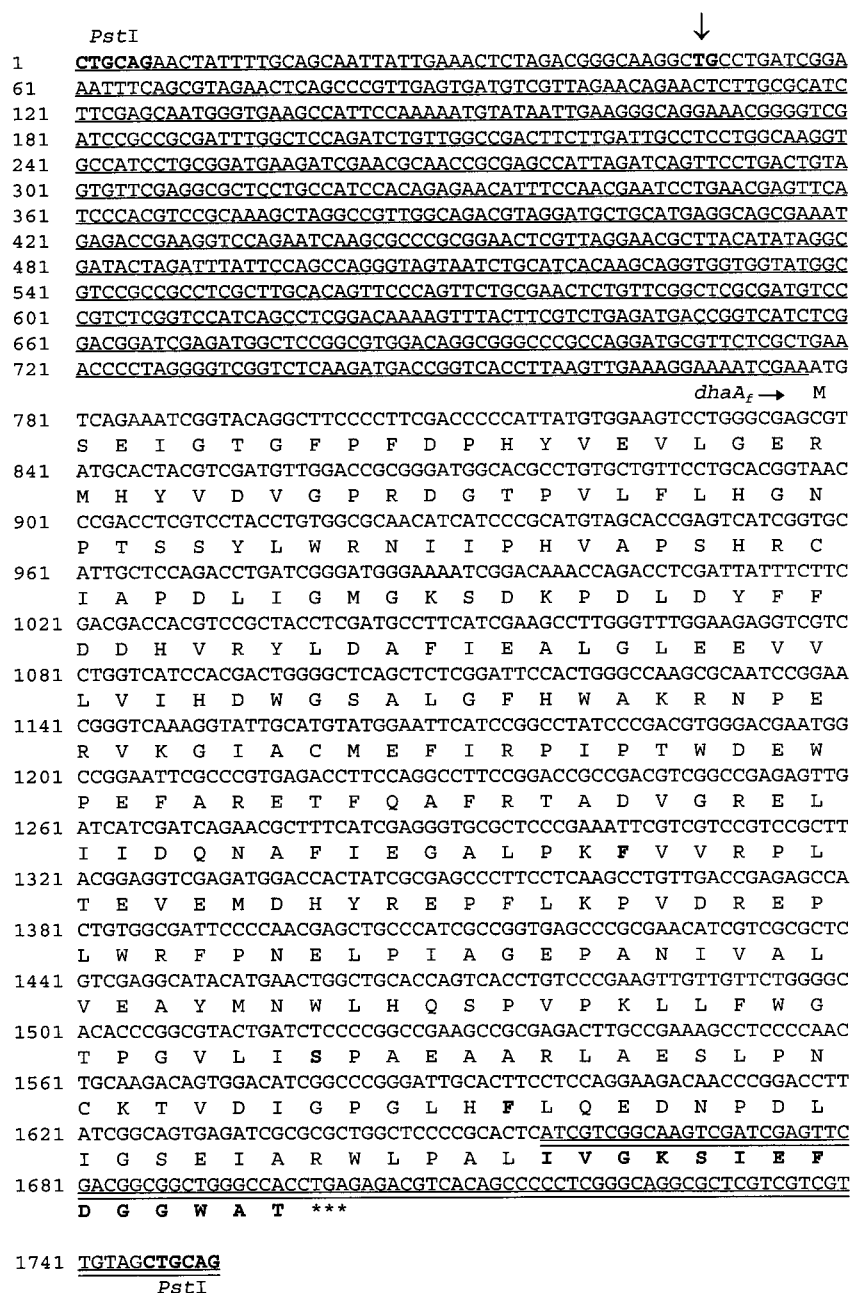 ↓
PstI
1 CTGCAGAACTATTTTGCAGCAATTATTGAAACTCTAGACGGGCAAGGCTGCCTGATCGGA
61 AATTTCAGCGTAGAACTCAGCCCGTTGAGTGATGTCGTTAGAACAGAACTCTTGCGCATC
121 TTCGAGCAATGGGTGAAGCCATTCCAAAAATGTATAATTGAAGGGCAGGAAACGGGGTCG
181 ATCCGCCGCGATTTGGCTCCAGATCTGTTGGCCGACTTCTTGATTGCCTCCTGGCAAGGT
241 GCCATCCTGCGGATGAAGATCGAACGCAACCGCGAGCCATTAGATCAGTTCCTGACTGTA
301 GTGTTCGAGGCGCTCCTGCCATCCACAGAGAACATTTCCAACGAATCCTGAACGAGTTCA
361 TCCCACGTCCGCAAAGCTAGGCCGTTGGCAGACGTAGGATGCTGCATGAGGCAGCGAAAT
421 GAGACCGAAGGTCCAGAATCAAGCGCCCGCGGAACTCGTTAGGAACGCTTACATATAGGC
481 GATACTAGATTTATTCCAGCCAGGGTAGTAATCTGCATCACAAGCAGGTGGTGGTATGGC
541 GTCCGCCGCCTCGCTTGCACAGTTCCCAGTTCTGCGAACTCTGTTCGGCTCGCGATGTCC
601 CGTCTCGGTCCATCAGCCTCGGACAAAAGTTTACTTCGTCTGAGATGACCGGTCATCTCG
661 GACGGATCGAGATGGCTCCGGCGTGGACAGGCGGGCCCGCCAGGATGCGTTCTCGCTGAA
721 ACCCCTAGGGGTCGGTCTCAAGATGACCGGTCACCTTAAGTTGAAAGGAAAATCGAAATG
dhaAf → M
781 TCAGAAATCGGTACAGGCTTCCCCTTCGACCCCCATTATGTGGAAGTCCTGGGCGAGCGT
S E I G T G F P F D P H Y V E V L G E R
841 ATGCACTACGTCGATGTTGGACCGCGGGATGGCACGCCTGTGCTGTTCCTGCACGGTAAC
M H Y V D V G P R D G T P V L F L H G N
901 CCGACCTCGTCCTACCTGTGGCGCAACATCATCCCGCATGTAGCACCGAGTCATCGGTGC
P T S S Y L W R N I I P H V A P S H R C
961 ATTGCTCCAGACCTGATCGGGATGGGAAAATCGGACAAACCAGACCTCGATTATTTCTTC
I A P D L I G M G K S D K P D L D Y F F
1021 GACGACCACGTCCGCTACCTCGATGCCTTCATCGAAGCCTTGGGTTTGGAAGAGGTCGTC
D D H V R Y L D A F I E A L G L E E V V
1081 CTGGTCATCCACGACTGGGGCTCAGCTCTCGGATTCCACTGGGCCAAGCGCAATCCGGAA
L V I H D W G S A L G F H W A K R N P E
1141 CGGGTCAAAGGTATTGCATGTATGGAATTCATCCGGCCTATCCCGACGTGGGACGAATGG
R V K G I A C M E F I R P I P T W D E W
1201 CCGGAATTCGCCCGTGAGACCTTCCAGGCCTTCCGGACCGCCGACGTCGGCCGAGAGTTG
P E F A R E T F Q A F R T A D V G R E L
1261 ATCATCGATCAGAACGCTTTCATCGAGGGTGCGCTCCCGAAATTCGTCGTCCGTCCGCTT
I I D Q N A F I E G A L P K F V V R P L
1321 ACGGAGGTCGAGATGGACCACTATCGCGAGCCCTTCCTCAAGCCTGTTGACCGAGAGCCA
T E V E M D H Y R E P F L K P V D R E P
1381 CTGTGGCGATTCCCCAACGAGCTGCCCATCGCCGGTGAGCCCGCGAACATCGTCGCGCTC
L W R F P N E L P I A G E P A N I V A L
1441 GTCGAGGCATACATGAACTGGCTGCACCAGTCACCTGTCCCGAAGTTGTTGTTCTGGGGC
V E A Y M N W L H Q S P V P K L L F W G
1501 ACACCCGGCGTACTGATCTCCCCGGCCGAAGCCGCGAGACTTGCCGAAAGCCTCCCCAAC
T P G V L I S P A E A A R L A E S L P N
1561 TGCAAGACAGTGGACATCGGCCCGGGATTGCACTTCCTCCAGGAAGACAACCCGGACCTT
C K T V D I G P G L H F L Q E D N P D L
1621 ATCGGCAGTGAGATCGCGCGCTGGCTCCCCGCACTCATCGTCGGCAAGTCGATCGAGTTC
I G S E I A R W L P A L I V G K S I E F
1681 GACGGCGGCTGGGCCACCTGAGAGACGTCACAGCCCCCTCGGGCAGGCGCTCGTCGTCGT
D G G W A T ***
1741 TGTAGCTGCAG
PstI